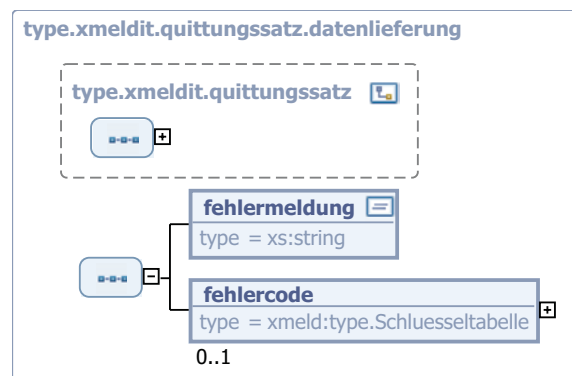 type.xmeldit.quittungssatz.datenlieferung
type.xmeldit.quittungssatz
fehlermeldung
type = xs:string
fehlercode
type = xmeld:type.Schluesseltabelle
0..1